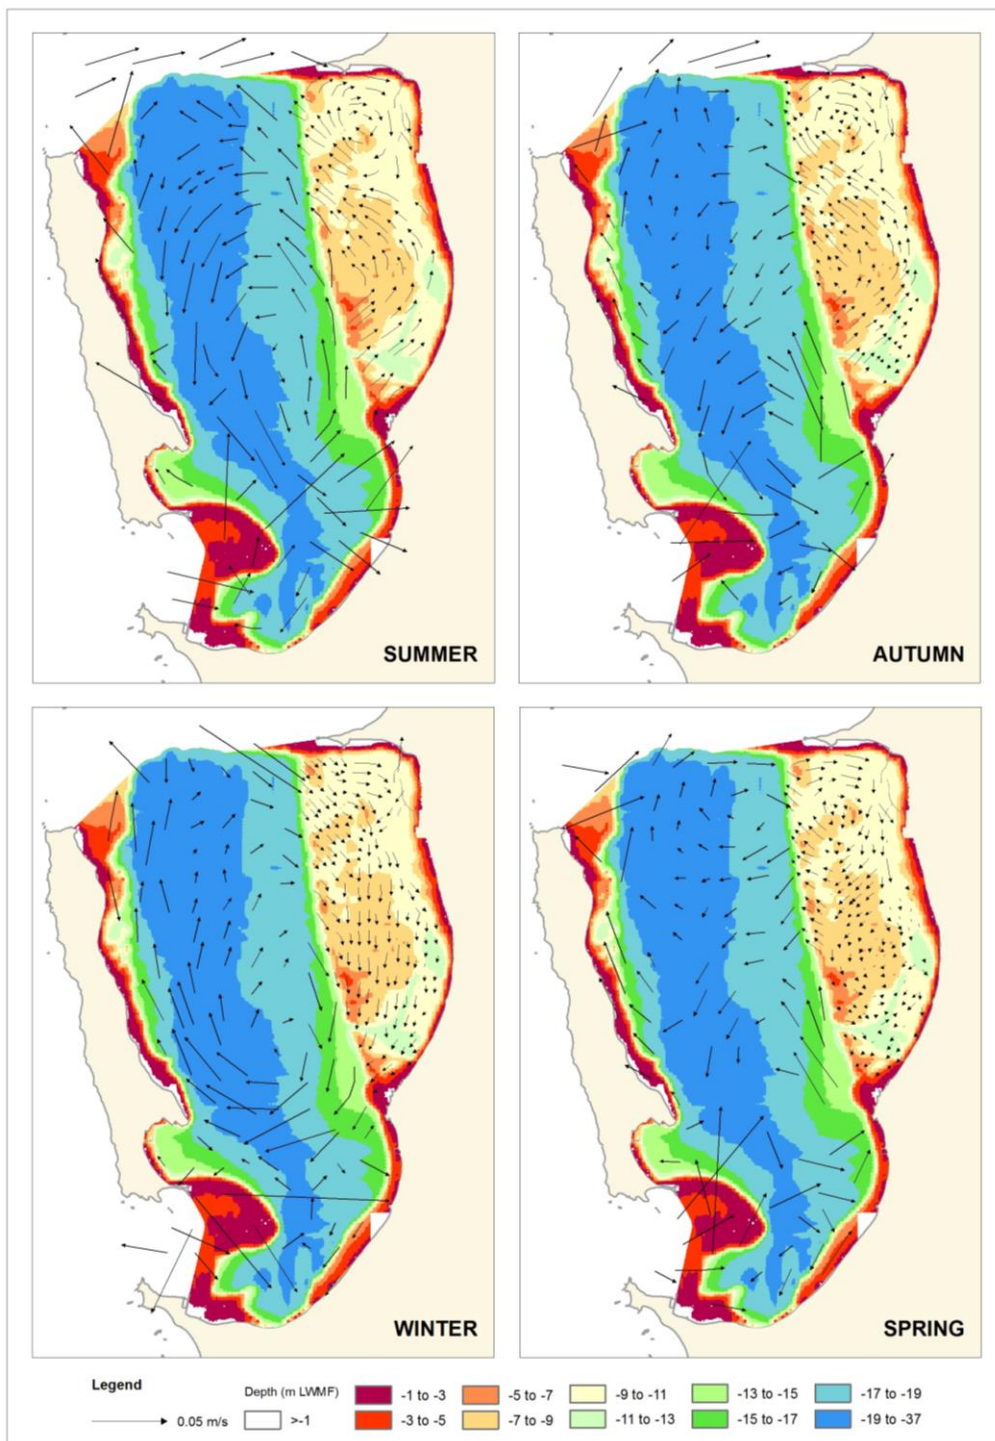 SUMMER
AUTUMN
WINTER
SPRING
Legend
0.05 m/s
Depth (m LWMF)
>-1
-1 to -3
-3 to -5
-5 to -7
-7 to -9
-9 to -11
-11 to -13
-13 to -15
-15 to -17
-17 to -19
-19 to -37